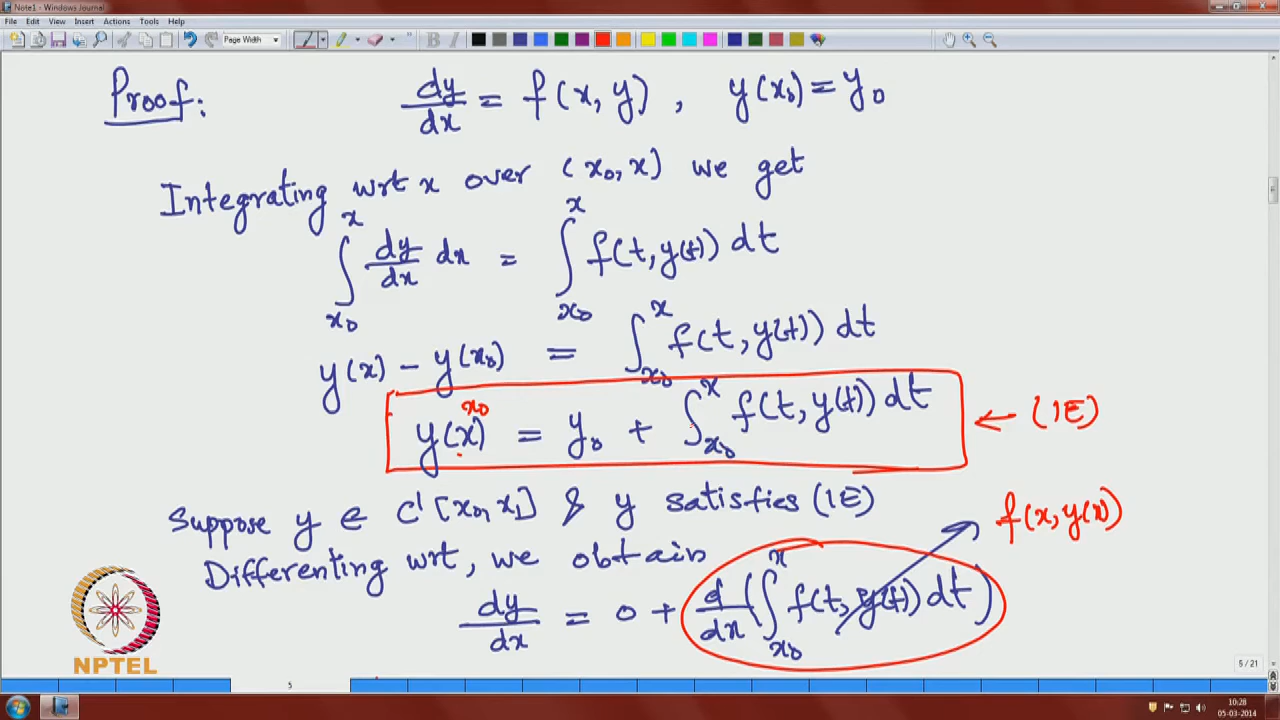 Note1 - Windows Journal
File Edit View Insert Actions Tools Help
Page Width
Proof: dy/dx = f(x, y), y(x₀) = y₀
Integrating wrt x over (x₀, x) we get
∫_{x₀}^{x} dy/dx dx = ∫_{x₀}^{x} f(t, y(t)) dt
y(x) - y(x₀) = ∫_{x₀}^{x} f(t, y(t)) dt
x₀
y(x) = y₀ + ∫_{x₀}^{x} f(t, y(t)) dt ← (IE)
Suppose y ∈ C¹[x₀, x₁] & y satisfies (IE)
f(x, y(x))
Differenting wrt, we obtain
dy/dx = 0 + d/dx (∫_{x₀}^{x} f(t, y(t)) dt)
NPTEL
5 / 21
5
10:28
05-03-2014